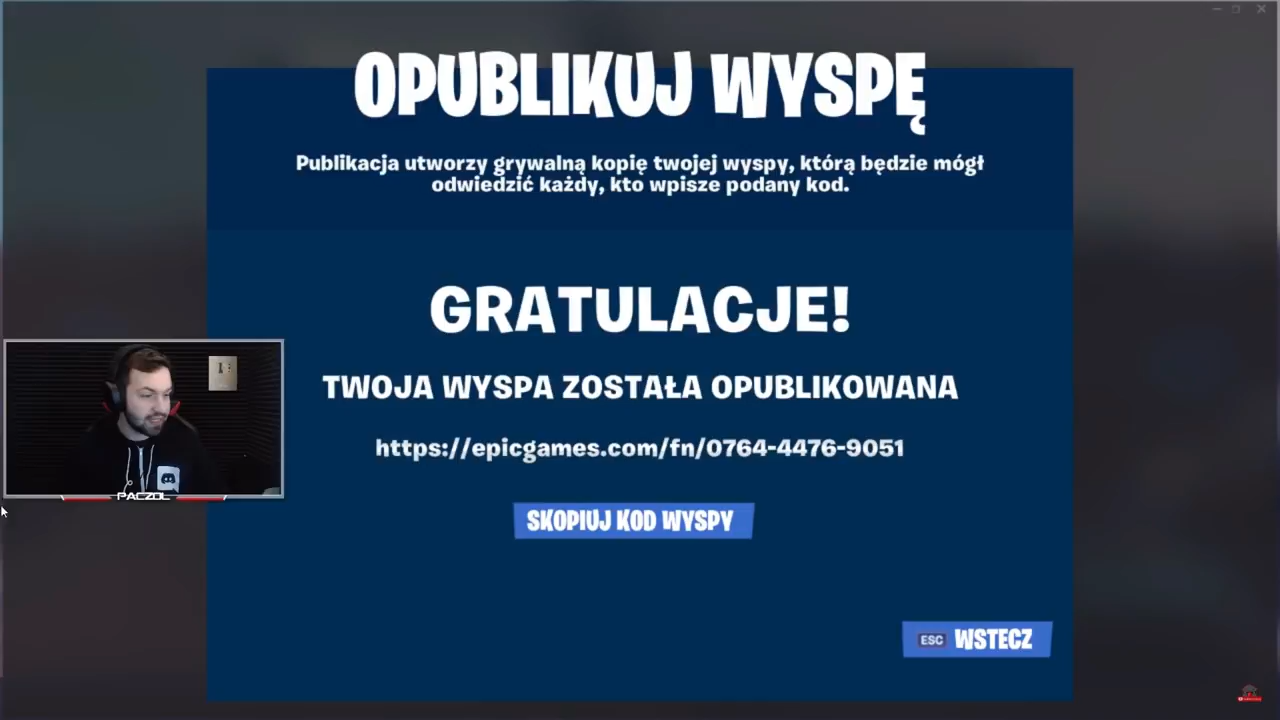 OPUBLIKUJ WYSPĘ
Publikacja utworzy grywalną kopię twojej wyspy, którą będzie mógł
odwiedzić każdy, kto wpisze podany kod.
GRATULACJE!
TWOJA WYSPA ZOSTAŁA OPUBLIKOWANA
https://epicgames.com/fn/0764-4476-9051
PACZOL
SKOPIUJ KOD WYSPY
ESC WSTECZ